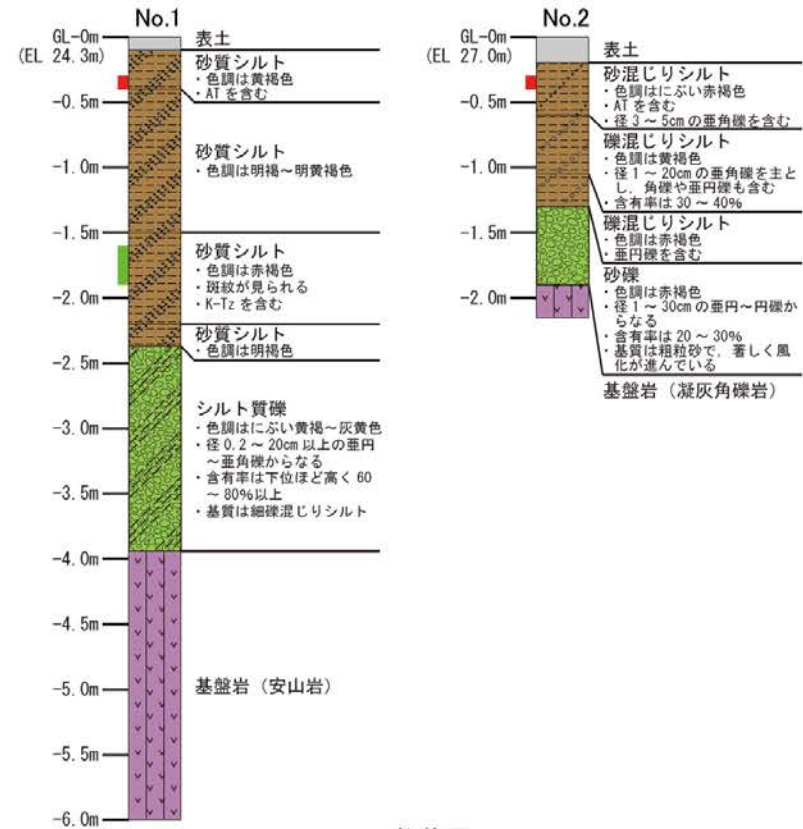 No.1
GL-0m
(EL 24.3m)
-0.5m
-1.0m
-1.5m
-2.0m
-2.5m
-3.0m
-3.5m
-4.0m
-4.5m
-5.0m
-5.5m
-6.0m
表土
砂質シルト
・色調は黄褐色
・ATを含む
砂質シルト
・色調は明褐～明黄褐色
砂質シルト
・色調は赤褐色
・斑紋が見られる
・K-Tzを含む
砂質シルト
・色調は明褐色
シルト質礫
・色調はにぶい黄褐～灰黄色
・径0.2～20cm以上の亜円
～亜角礫からなる
・含有率は下位ほど高く60
～80%以上
・基質は細礫混じりシルト
基盤岩（安山岩）
No.2
GL-0m
(EL 27.0m)
-0.5m
-1.0m
-1.5m
-2.0m
表土
砂混じりシルト
・色調はにぶい赤褐色
・ATを含む
・径3～5cmの亜角礫を含む
礫混じりシルト
・色調は黄褐色
・径1～20cmの亜角礫を主と
し，角礫や亜円礫も含む
・含有率は30～40%
礫混じりシルト
・色調は赤褐色
・亜円礫を含む
砂礫
・色調は赤褐色
・径1～30cmの亜円～円礫か
らなる
・含有率は20～30%
・基質は粗粒砂で，著しく風
化が進んでいる
基盤岩（凝灰角礫岩）